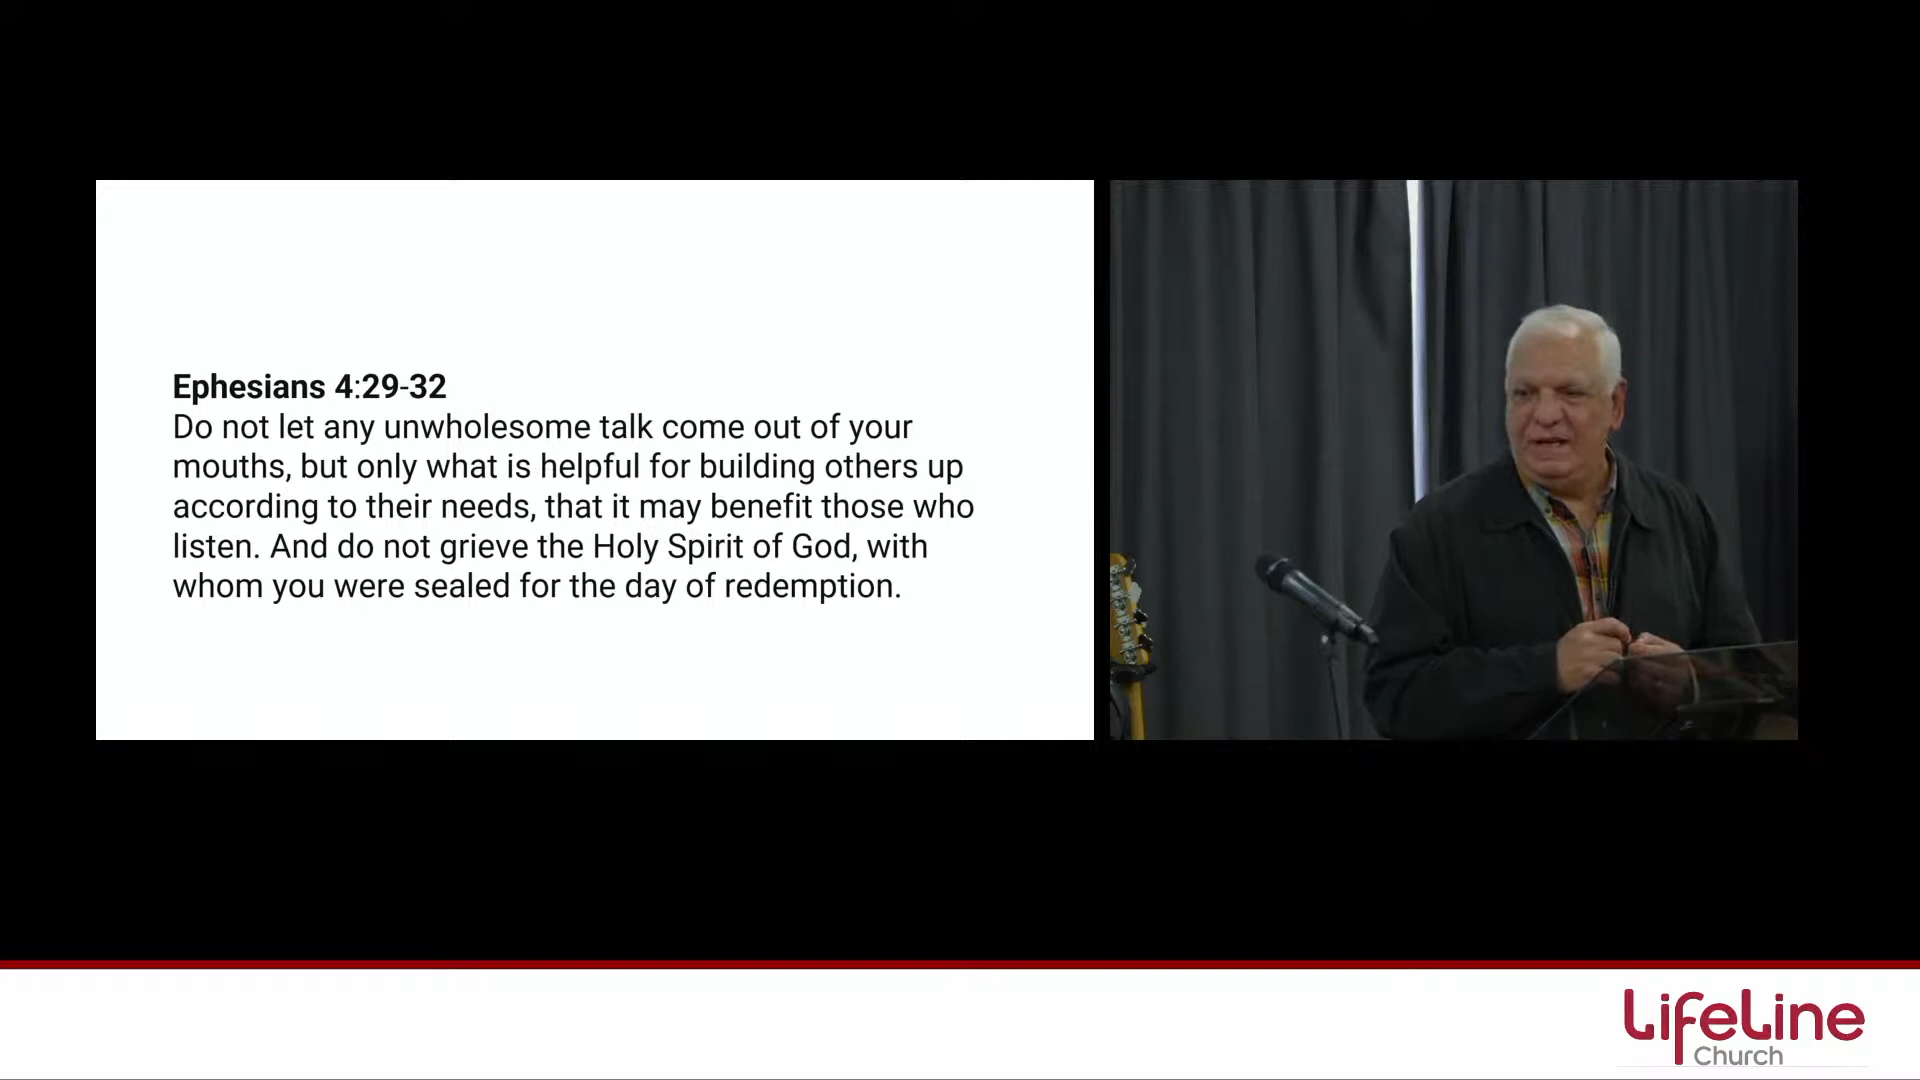 Ephesians 4:29-32
Do not let any unwholesome talk come out of your
mouths, but only what is helpful for building others up
according to their needs, that it may benefit those who
listen. And do not grieve the Holy Spirit of God, with
whom you were sealed for the day of redemption.
LifeLine
Church